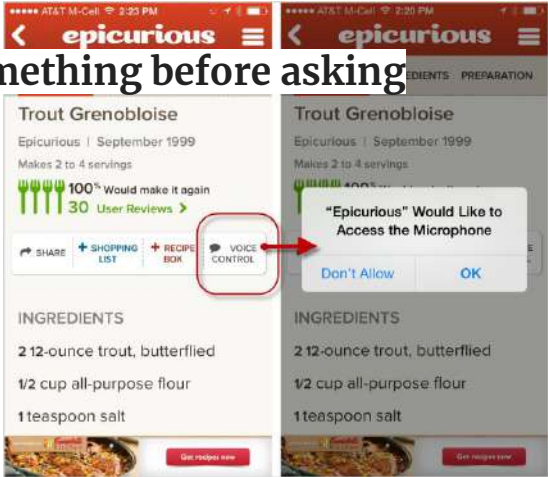 AT&T M-Cell 2:23 PM
epicurious
AT&T M-Cell 2:20 PM
epicurious
mething before asking
EDIENTS PREPARATION
Trout Grenobloise
Epicurious | September 1999
Makes 2 to 4 servings
100% Would make it again
30 User Reviews >
SHARE
+ SHOPPING
LIST
+ RECIPE
BOX
VOICE
CONTROL
INGREDIENTS
2 12-ounce trout, butterflied
1/2 cup all-purpose flour
1 teaspoon salt
Get recipes now
Trout Grenobloise
Epicurious | September 1999
Makes 2 to 4 servings
"Epicurious" Would Like to
Access the Microphone
Don't Allow
OK
INGREDIENTS
2 12-ounce trout, butterflied
1/2 cup all-purpose flour
1 teaspoon salt
Get recipes now